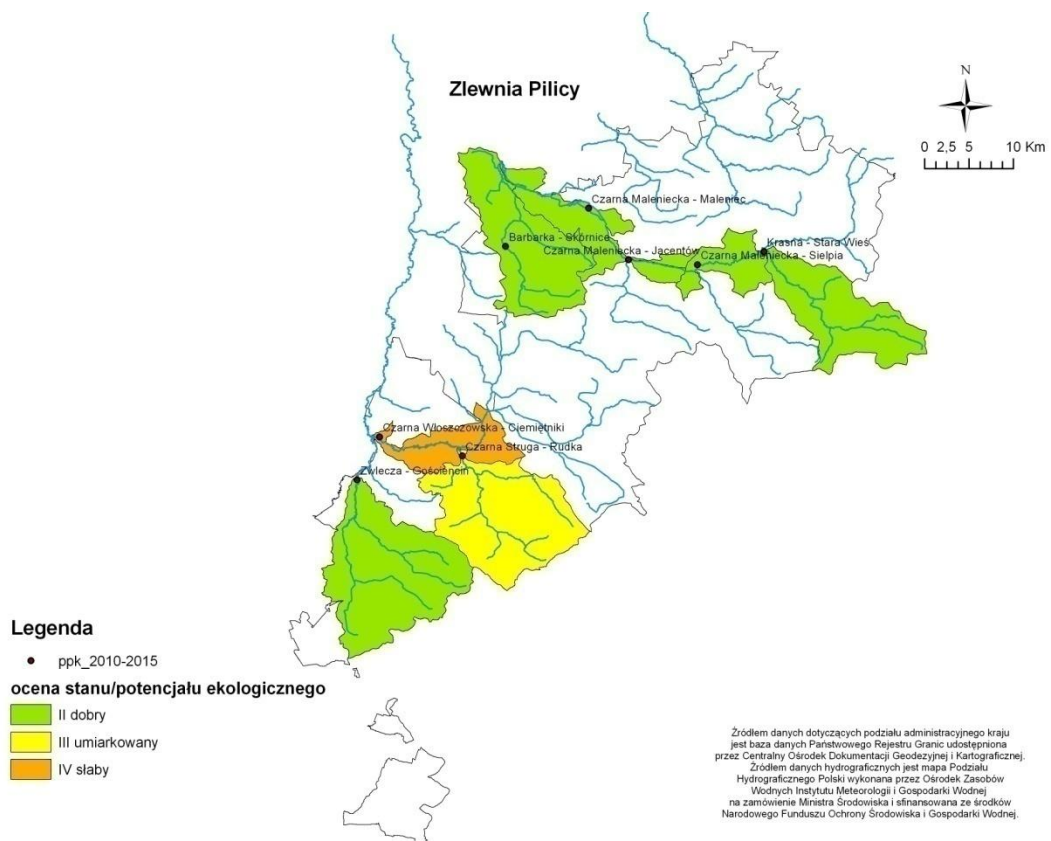 Zlewnia Pilicy
N
0 2,5 5 10 Km
Czarna Maleniecka - Maleniec
Barbarka - Skórnice
Czarna Maleniecka - Jacentów
Krasna - Stara Wieś
Czarna Maleniecka - Sielpia
Czarna Włoszczowska - Ciemiętniki
Czarna Struga - Rudka
Zwlecza - Gościencin
Legenda
ppk_2010-2015
ocena stanu/potencjału ekologicznego
II dobry
III umiarkowany
IV słaby
Źródłem danych dotyczących podziału administracyjnego kraju
jest baza danych Państwowego Rejestru Granic udostępniona
przez Centralny Ośrodek Dokumentacji Geodezyjnej i Kartograficznej.
Źródłem danych hydrograficznych jest mapa Podziału
Hydrograficznego Polski wykonana przez Ośrodek Zasobów
Wodnych Instytutu Meteorologii i Gospodarki Wodnej
na zamówienie Ministra Środowiska i sfinansowana ze środków
Narodowego Funduszu Ochrony Środowiska i Gospodarki Wodnej.